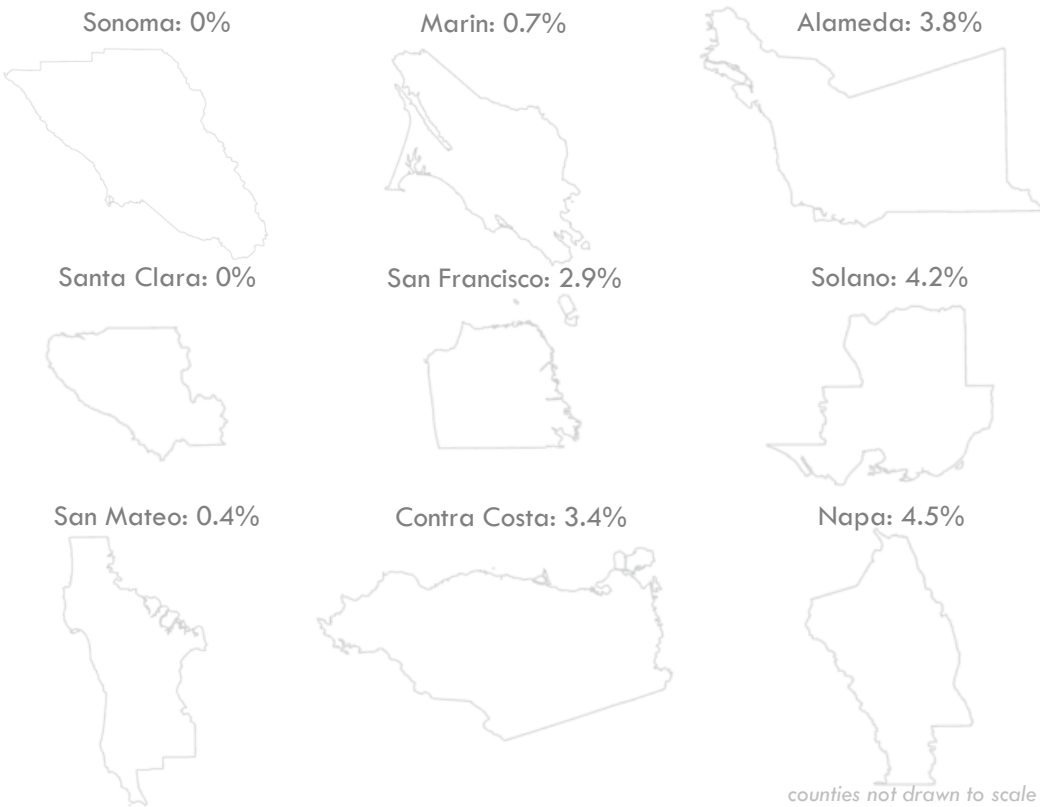 Sonoma: 0%
Marin: 0.7%
Alameda: 3.8%
Santa Clara: 0%
San Francisco: 2.9%
Solano: 4.2%
San Mateo: 0.4%
Contra Costa: 3.4%
Napa: 4.5%
counties not drawn to scale